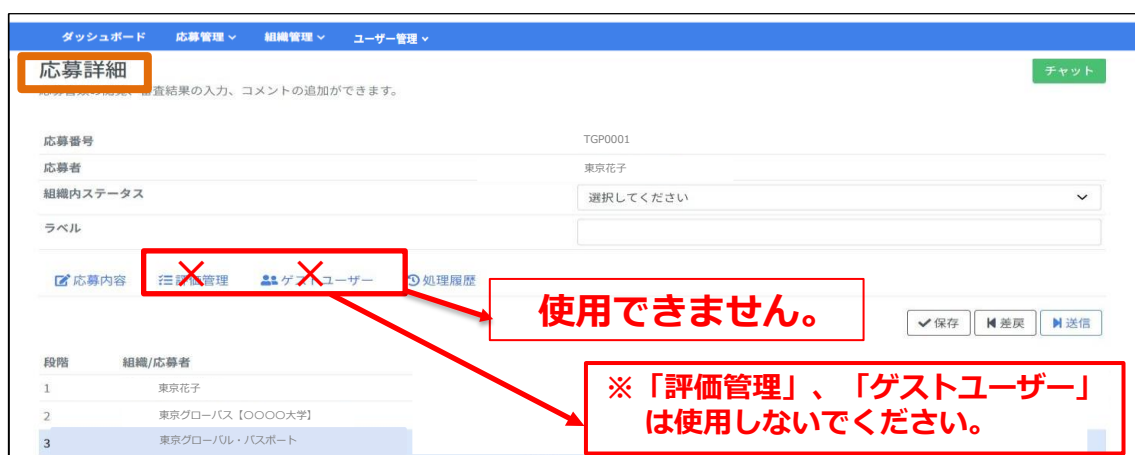 ダッシュボード 応募管理 組織管理 ユーザー管理
応募詳細
チャット
審査結果の入力、コメントの追加ができます。
応募番号 TGP0001
応募者 東京花子
組織内ステータス 選択してください
ラベル
応募内容 評価管理 ゲストユーザー 処理履歴
使用できません。
保存 差戻 送信
段階 組織/応募者
1 東京花子
2 東京グローバス【〇〇〇〇大学】
3 東京グローバル・パスポート
※「評価管理」、「ゲストユーザー」
は使用しないでください。